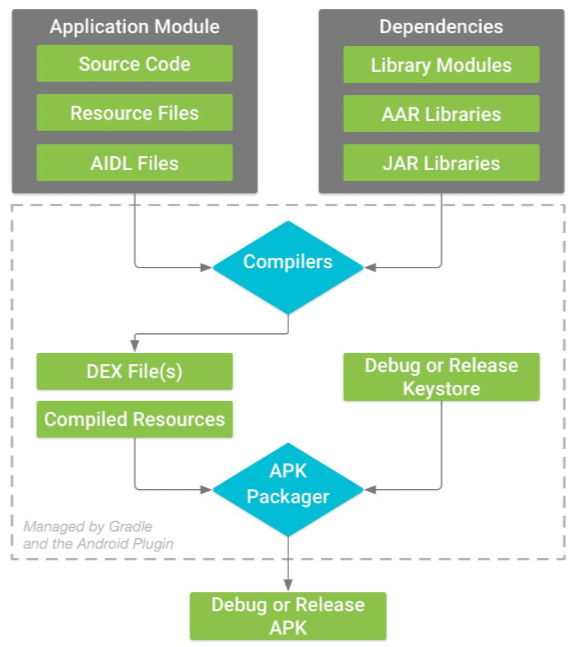 Application Module
Source Code
Resource Files
AIDL Files
Dependencies
Library Modules
AAR Libraries
JAR Libraries
Compilers
DEX File(s)
Compiled Resources
Debug or Release
Keystore
APK
Packager
Managed by Gradle
and the Android Plugin
Debug or Release
APK